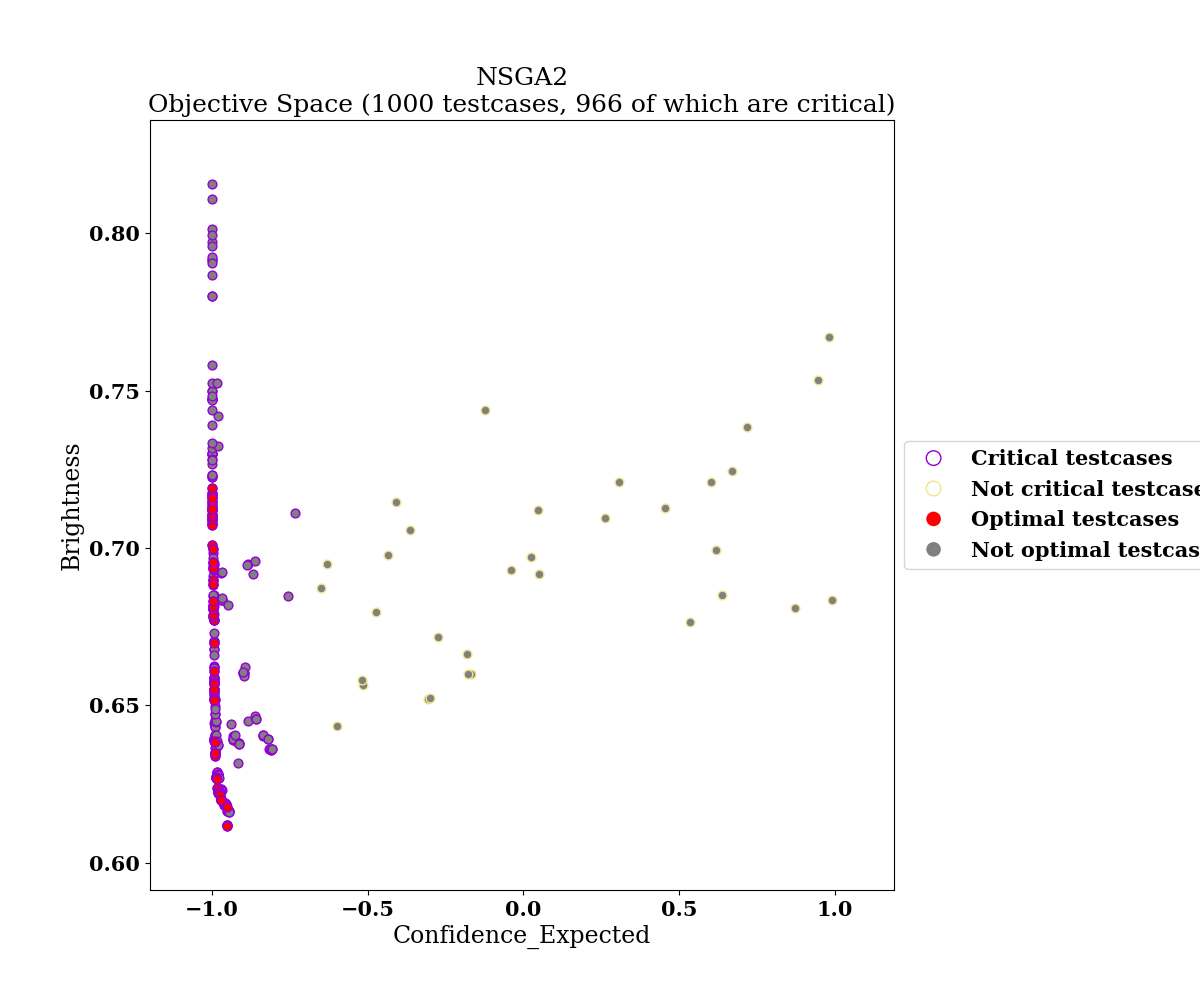 NSGA2
Objective Space (1000 testcases, 966 of which are critical)
0.80
0.75
0.70
0.65
0.60
Brightness
−1.0
−0.5
0.0
0.5
1.0
Confidence_Expected
Critical testcases
Not critical testcase
Optimal testcases
Not optimal testcas